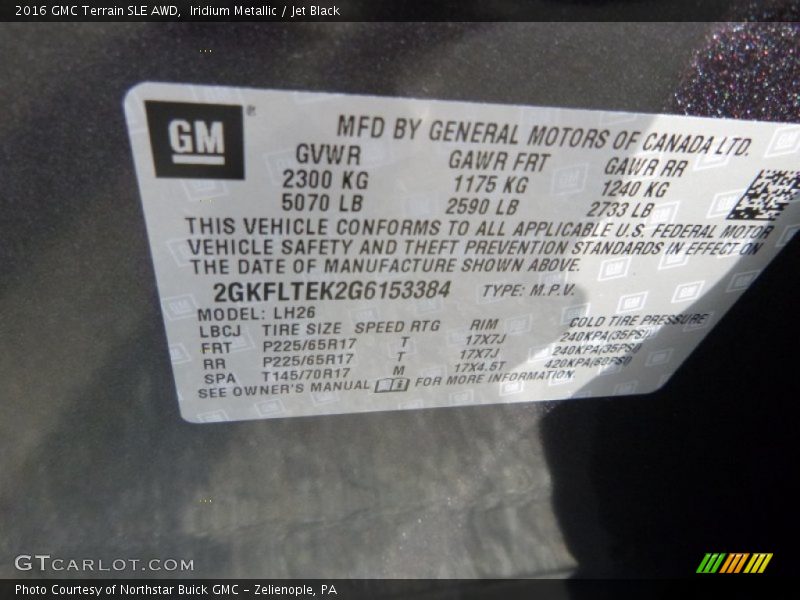 2016 GMC Terrain SLE AWD, Iridium Metallic / Jet Black
GM ®
MFD BY GENERAL MOTORS OF CANADA LTD.
GVWR GAWR FRT GAWR RR
2300 KG 1175 KG 1240 KG
5070 LB 2590 LB 2733 LB
THIS VEHICLE CONFORMS TO ALL APPLICABLE U.S. FEDERAL MOTOR
VEHICLE SAFETY AND THEFT PREVENTION STANDARDS IN EFFECT ON
THE DATE OF MANUFACTURE SHOWN ABOVE.
2GKFLTEK2G6153384 TYPE: M.P.V.
MODEL: LH26
LBCJ TIRE SIZE SPEED RTG RIM COLD TIRE PRESSURE
FRT P225/65R17 T 17X7J 240KPA(35PSI)
RR P225/65R17 T 17X7J 240KPA(35PSI)
SPA T145/70R17 M 17X4.5T 420KPA(60PSI)
SEE OWNER'S MANUAL FOR MORE INFORMATION.
GTCARLOT.COM
Photo Courtesy of Northstar Buick GMC - Zelienople, PA